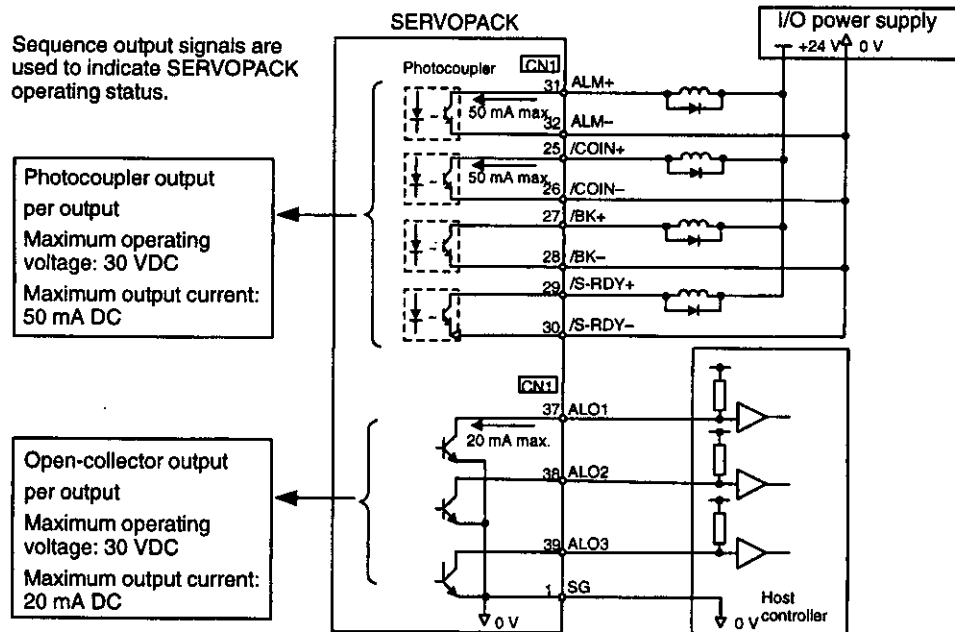 SERVOPACK
I/O power supply
+24 V 0 V
Sequence output signals are
used to indicate SERVOPACK
operating status.
Photocoupler
CN1
31 ALM+
50 mA max.
32 ALM−
25 /COIN+
50 mA max.
26 /COIN−
27 /BK+
28 /BK−
29 /S-RDY+
30 /S-RDY−
Photocoupler output
per output
Maximum operating
voltage: 30 VDC
Maximum output current:
50 mA DC
CN1
37 ALO1
20 mA max.
38 ALO2
39 ALO3
1 SG
0 V
Open-collector output
per output
Maximum operating
voltage: 30 VDC
Maximum output current:
20 mA DC
0 V
Host
controller